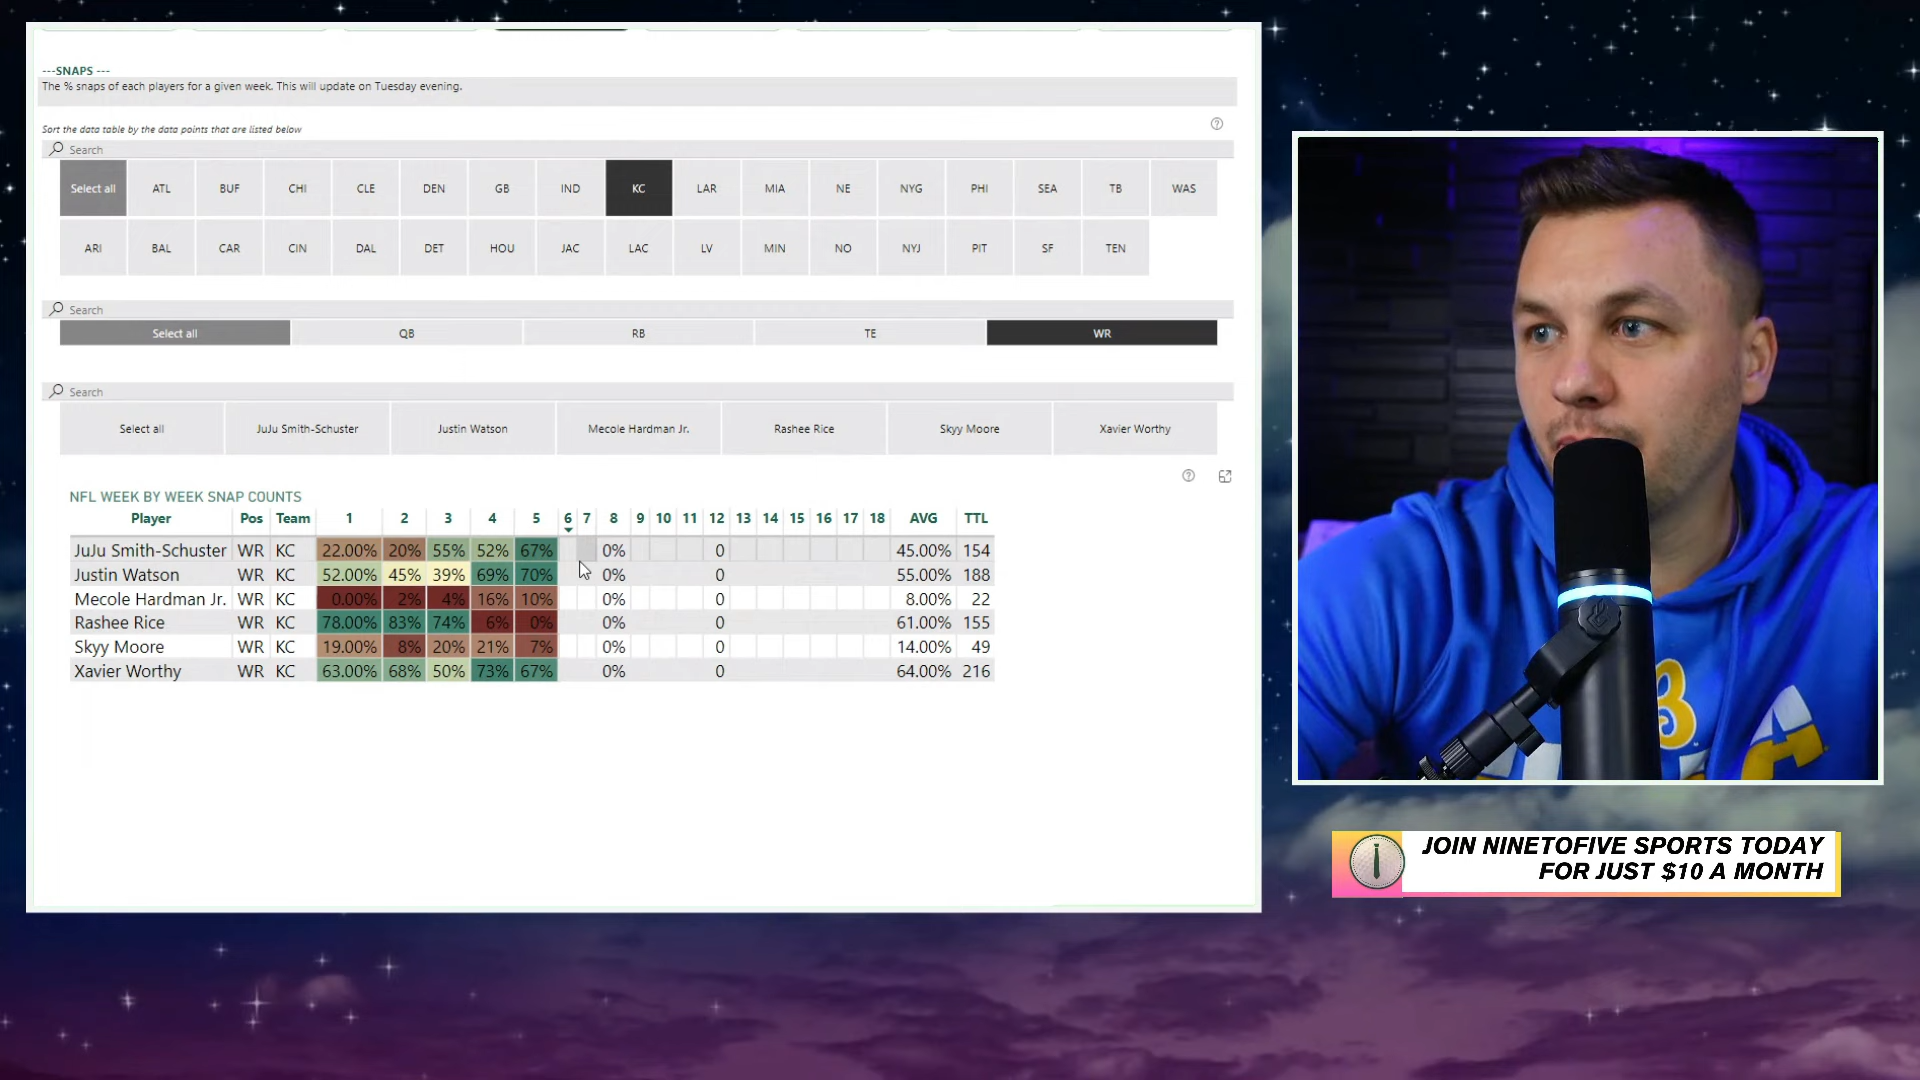 ---SNAPS ---
The % snaps of each players for a given week. This will update on Tuesday evening.
Sort the data table by the data points that are listed below
Search
Select all ATL BUF CHI CLE DEN GB IND KC LAR MIA NE NYG PHI SEA TB WAS
ARI BAL CAR CIN DAL DET HOU JAC LAC LV MIN NO NYJ PIT SF TEN
Search
Select all QB RB TE WR
Search
Select all JuJu Smith-Schuster Justin Watson Mecole Hardman Jr. Rashee Rice Skyy Moore Xavier Worthy
NFL WEEK BY WEEK SNAP COUNTS
Player Pos Team 1 2 3 4 5 6 7 8 9 10 11 12 13 14 15 16 17 18 AVG TTL
JuJu Smith-Schuster WR KC 22.00% 20% 55% 52% 67% 0% 0 45.00% 154
Justin Watson WR KC 52.00% 45% 39% 69% 70% 0% 0 55.00% 188
Mecole Hardman Jr. WR KC 0.00% 2% 4% 16% 10% 0% 0 8.00% 22
Rashee Rice WR KC 78.00% 83% 74% 6% 0% 0% 0 61.00% 155
Skyy Moore WR KC 19.00% 8% 20% 21% 7% 0% 0 14.00% 49
Xavier Worthy WR KC 63.00% 68% 50% 73% 67% 0% 0 64.00% 216
JOIN NINETOFIVE SPORTS TODAY
FOR JUST $10 A MONTH